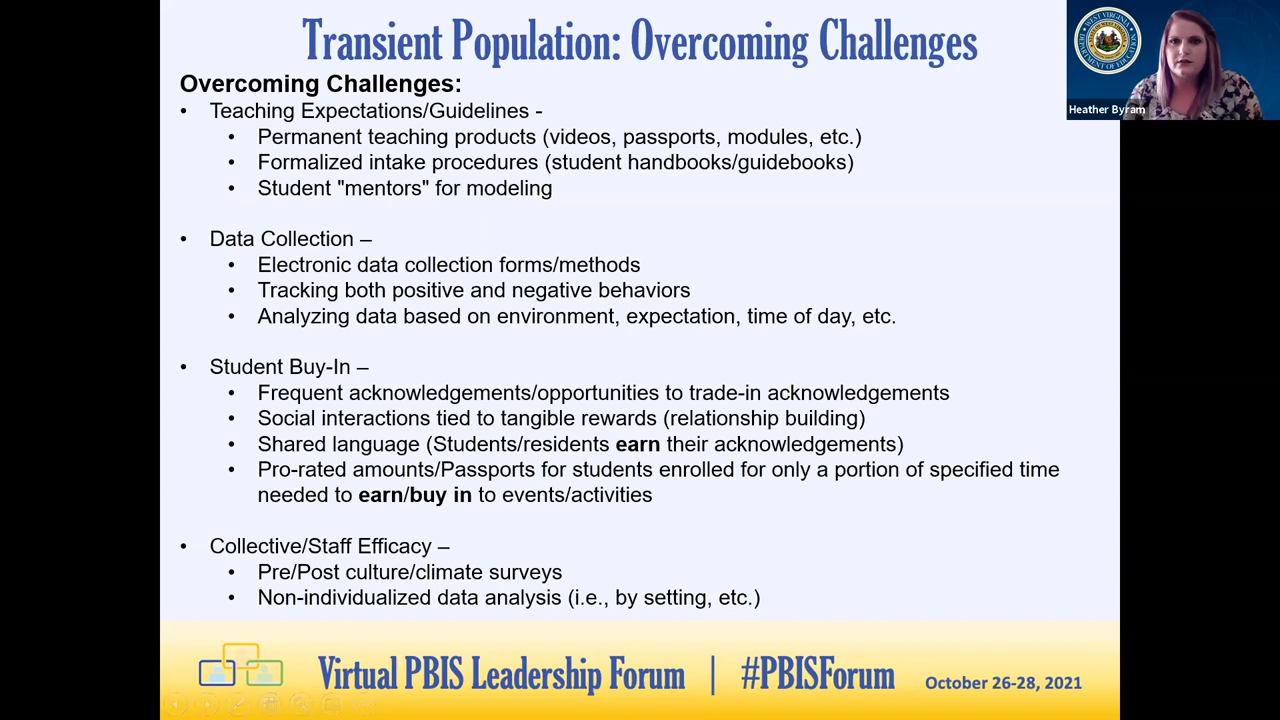 Transient Population: Overcoming Challenges
WEST VIRGINIA
DEPARTMENT OF EDUCATION
Heather Byram
Overcoming Challenges:
• Teaching Expectations/Guidelines -
• Permanent teaching products (videos, passports, modules, etc.)
• Formalized intake procedures (student handbooks/guidebooks)
• Student "mentors" for modeling
• Data Collection –
• Electronic data collection forms/methods
• Tracking both positive and negative behaviors
• Analyzing data based on environment, expectation, time of day, etc.
• Student Buy-In –
• Frequent acknowledgements/opportunities to trade-in acknowledgements
• Social interactions tied to tangible rewards (relationship building)
• Shared language (Students/residents earn their acknowledgements)
• Pro-rated amounts/Passports for students enrolled for only a portion of specified time
needed to earn/buy in to events/activities
• Collective/Staff Efficacy –
• Pre/Post culture/climate surveys
• Non-individualized data analysis (i.e., by setting, etc.)
Virtual PBIS Leadership Forum | #PBISForum October 26-28, 2021